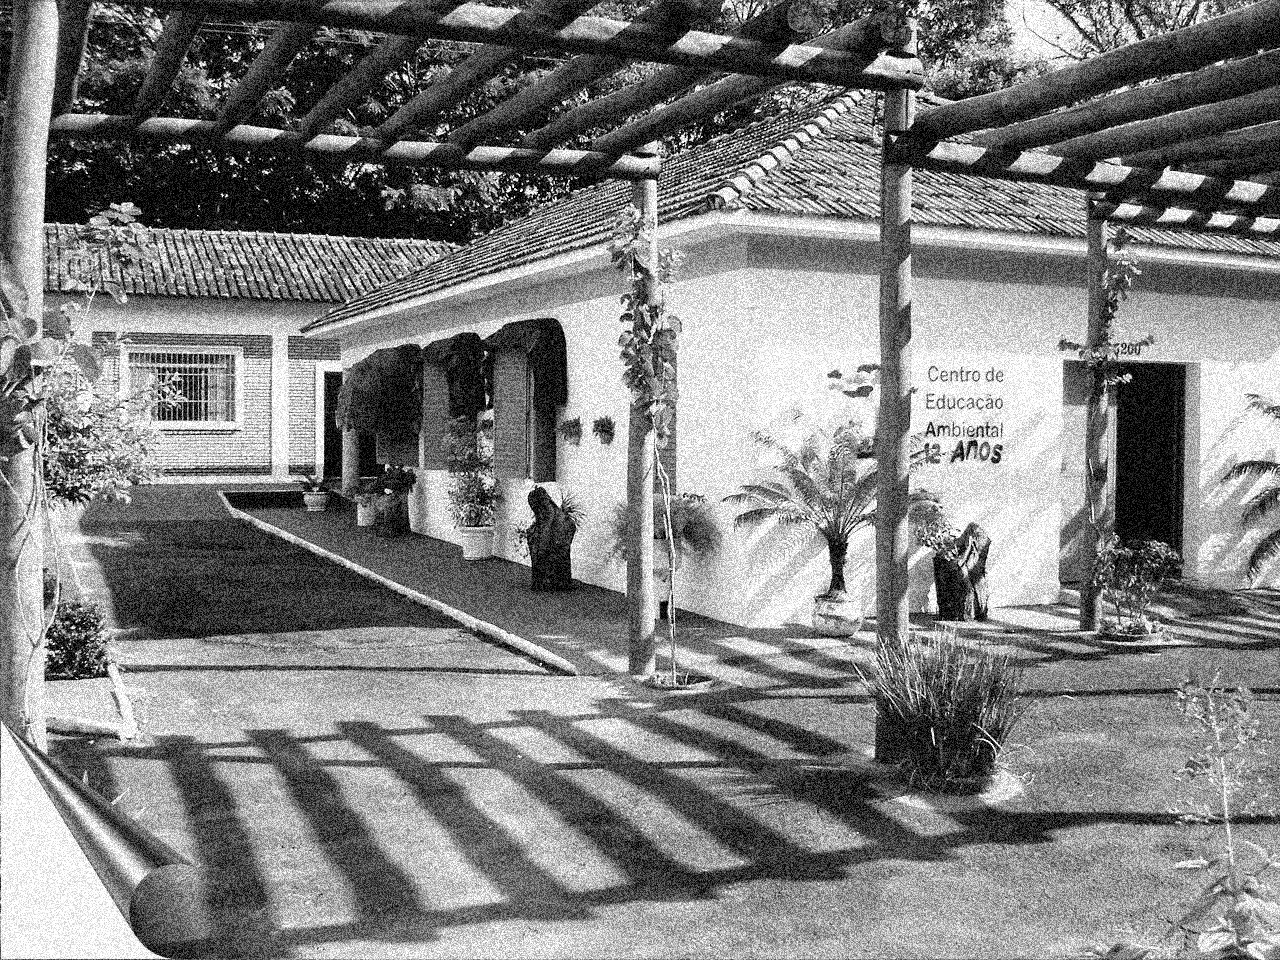 Centro de
Educação
Ambiental
12 ANOS